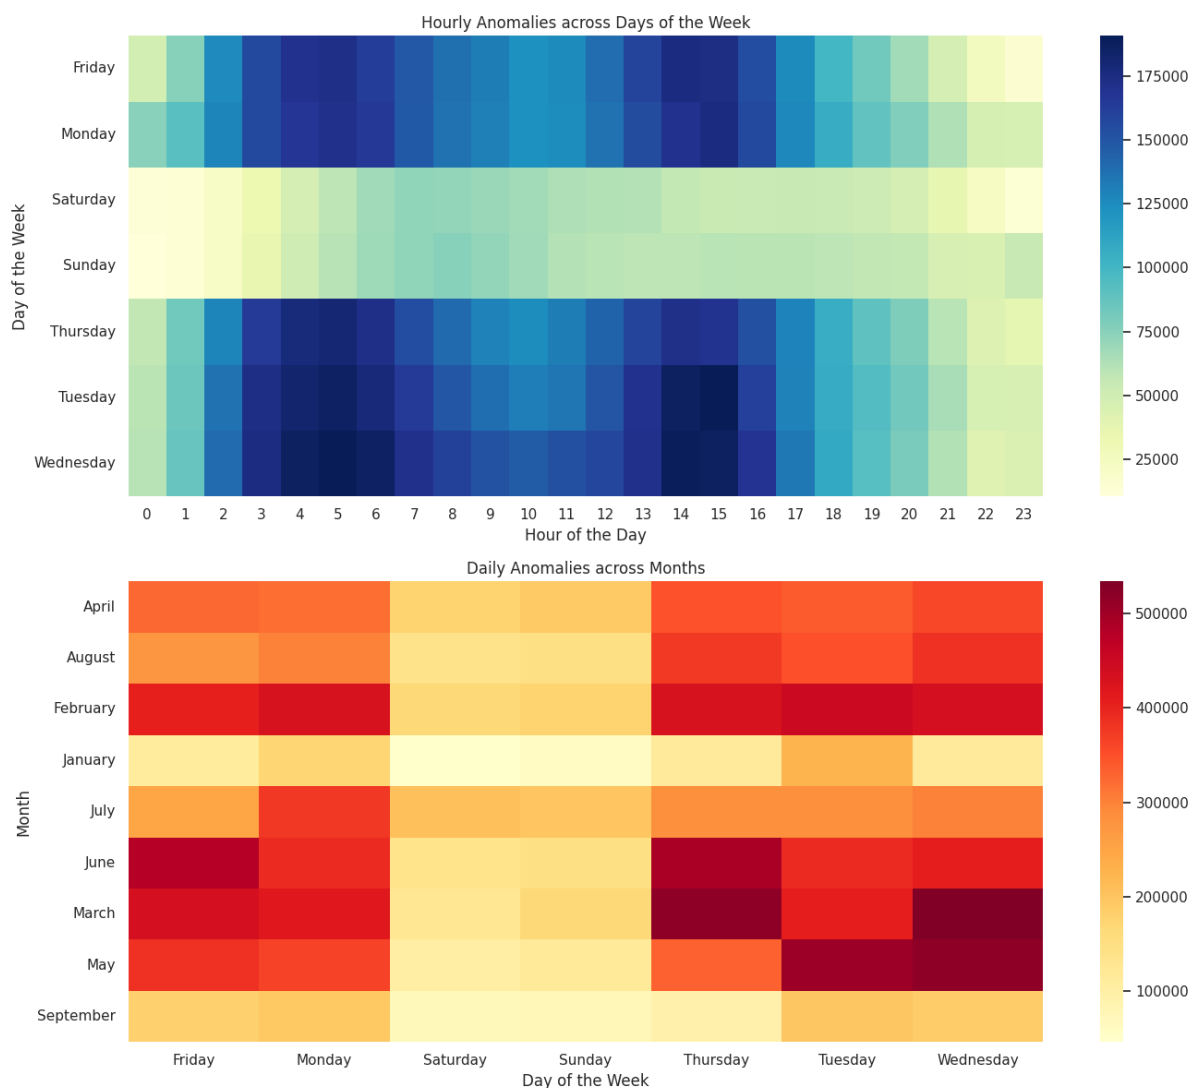 Hourly Anomalies across Days of the Week
Day of the Week
Friday
Monday
Saturday
Sunday
Thursday
Tuesday
Wednesday
0 1 2 3 4 5 6 7 8 9 10 11 12 13 14 15 16 17 18 19 20 21 22 23
Hour of the Day
175000
150000
125000
100000
75000
50000
25000
Daily Anomalies across Months
Month
April
August
February
January
July
June
March
May
September
Friday Monday Saturday Sunday Thursday Tuesday Wednesday
Day of the Week
500000
400000
300000
200000
100000